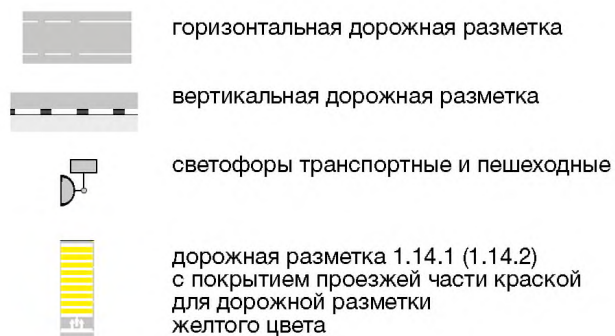 горизонтальная дорожная разметка
вертикальная дорожная разметка
светофоры транспортные и пешеходные
дорожная разметка 1.14.1 (1.14.2)
с покрытием проезжей части краской
для дорожной разметки
желтого цвета